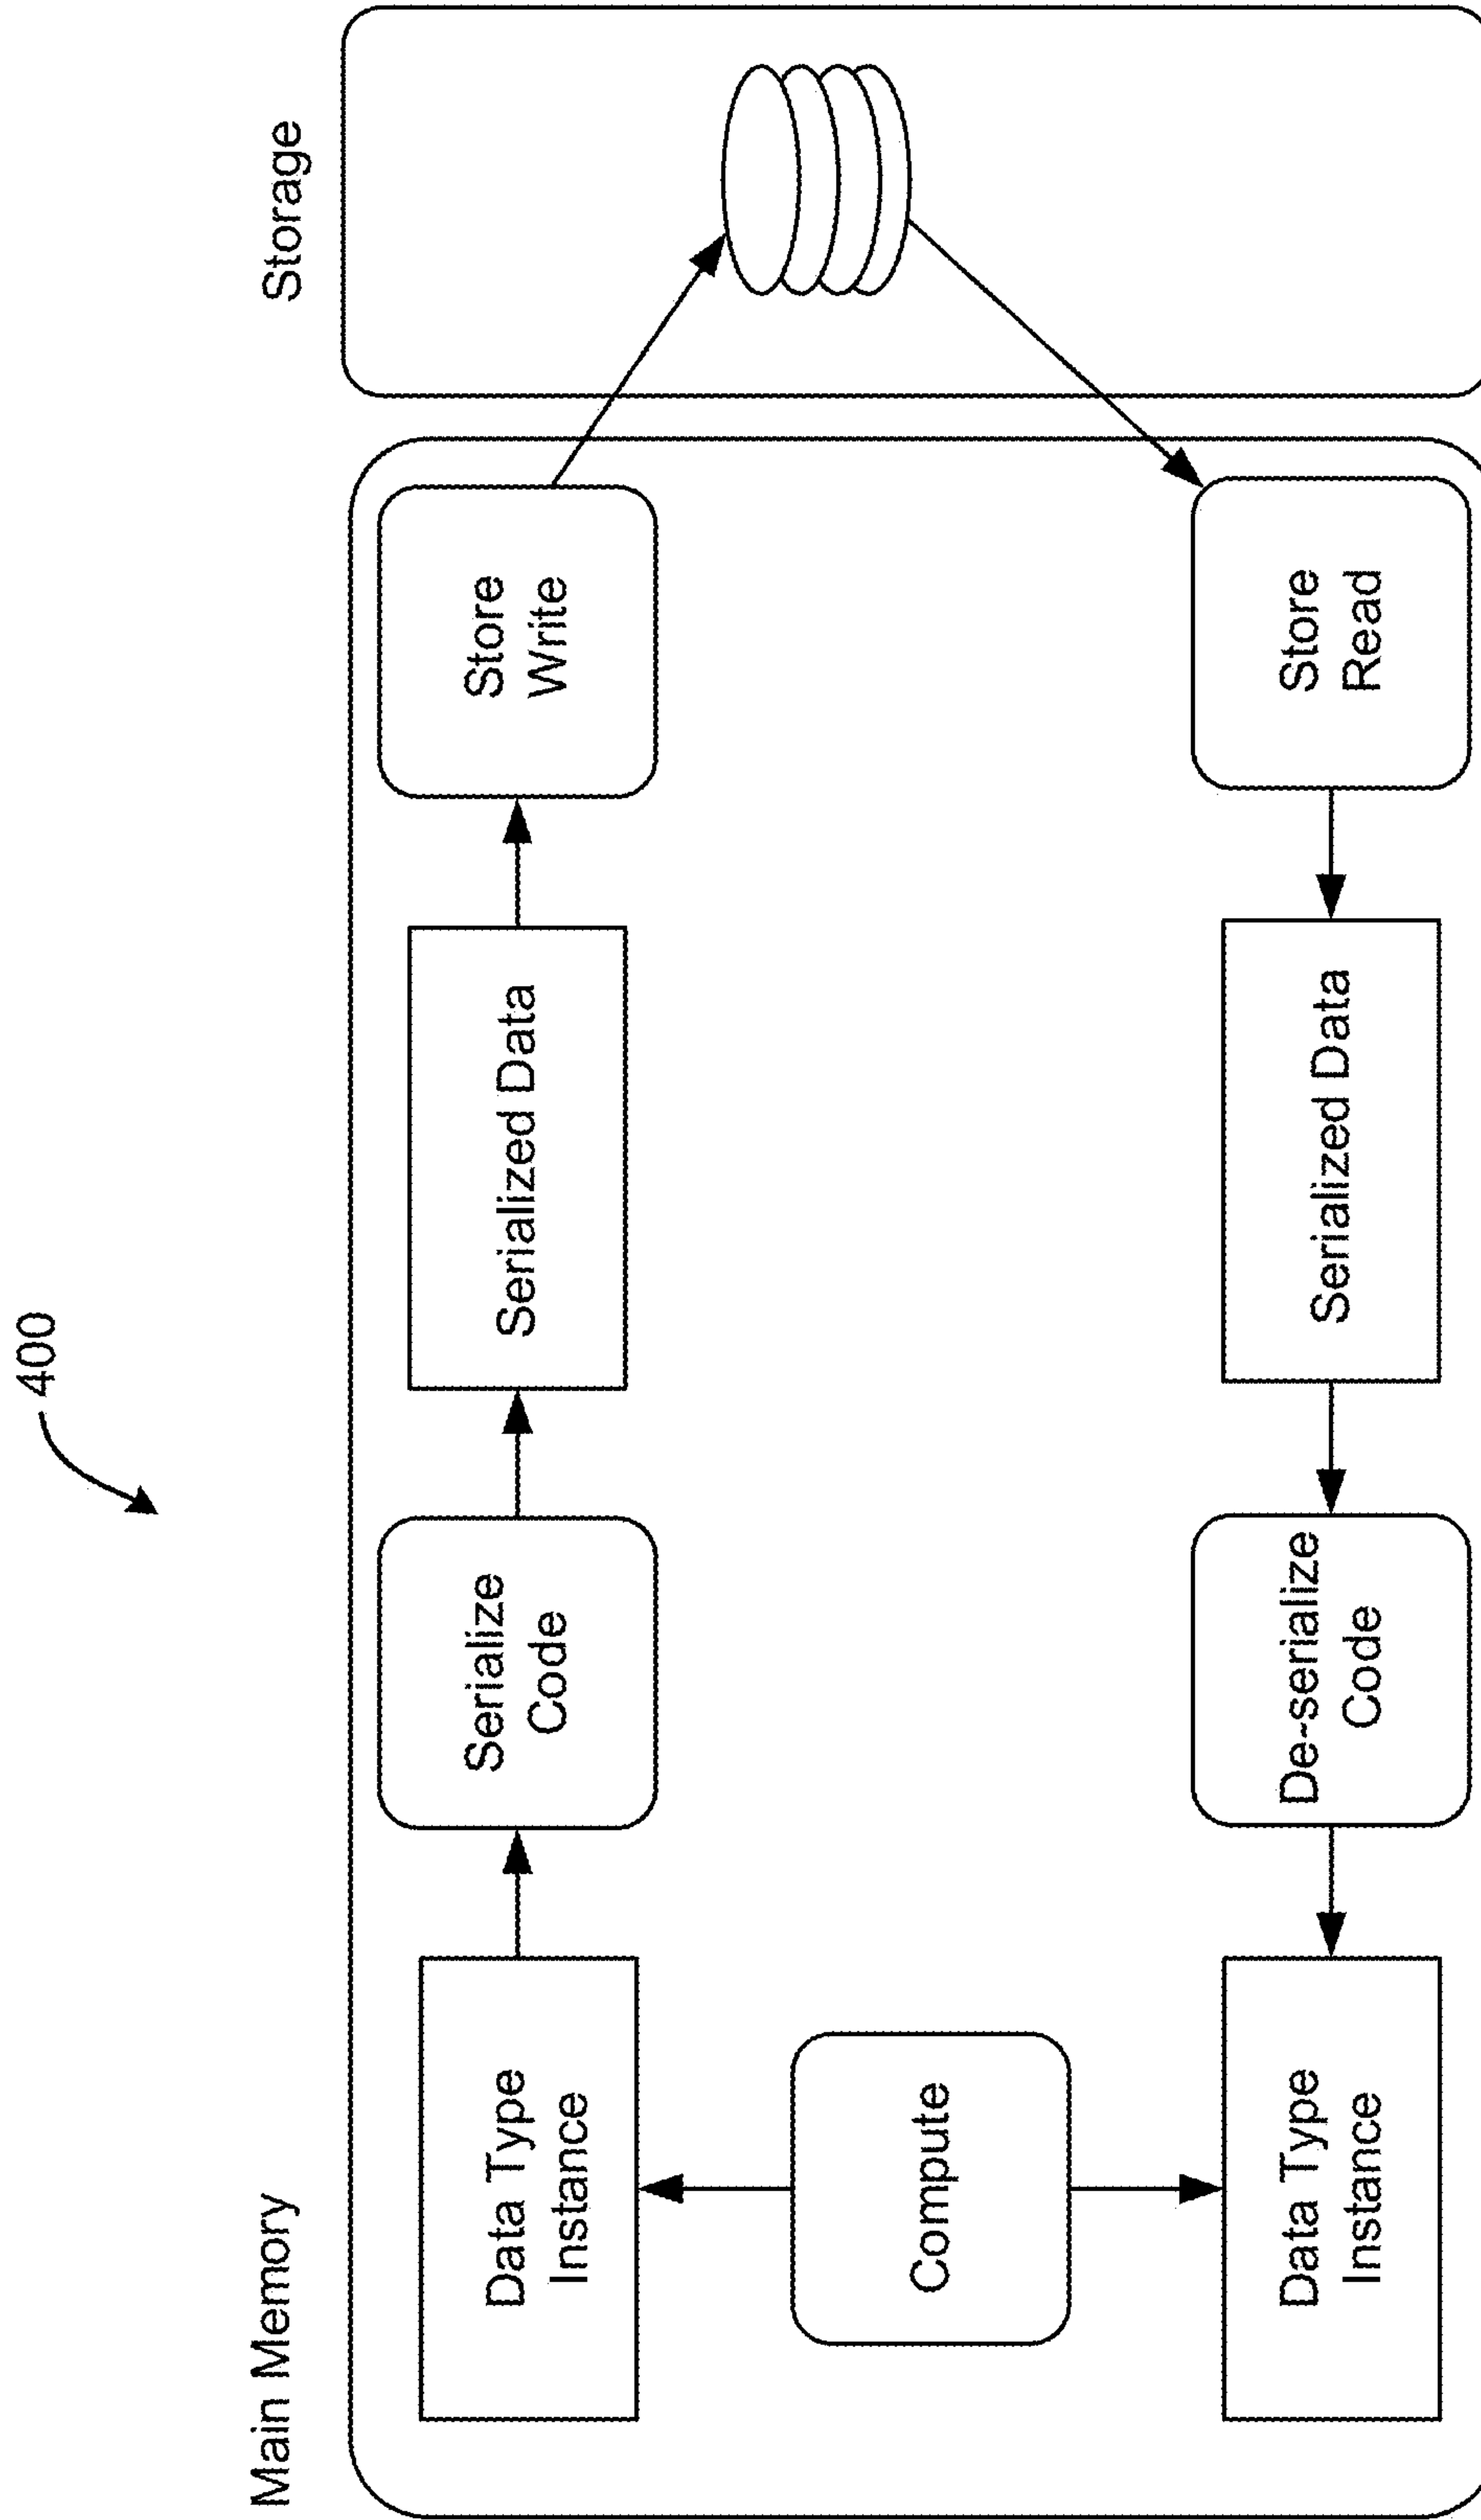 400
Main Memory
Storage
Data Type
Instance
Serialize
Code
Serialized Data
Store
Write
Compute
Data Type
Instance
De-serialize
Code
Serialized Data
Store
Read